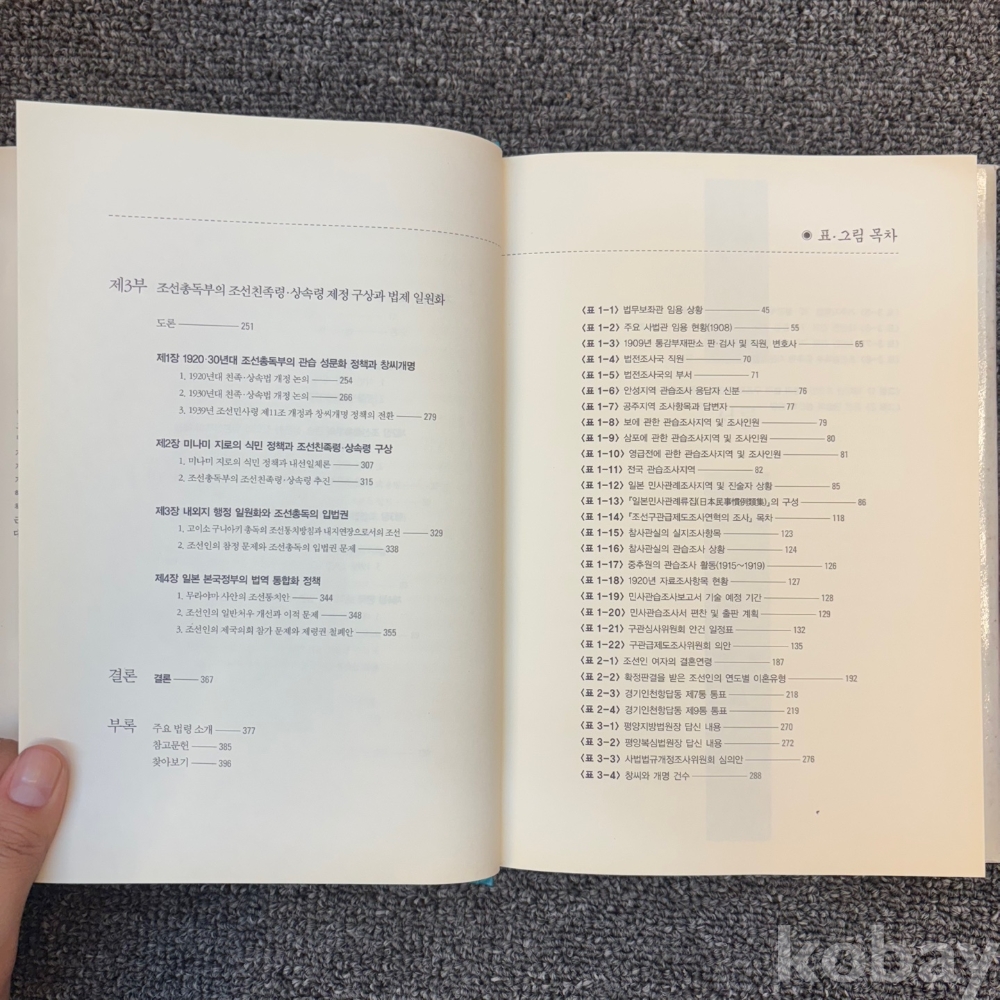 제3부 조선총독부의 조선친족령·상속령 제정 구상과 법제 일원화
도론 251
제1장 1920·30년대 조선총독부의 관습 성문화 정책과 창씨개명
1. 1920년대 친족·상속법 개정 논의 254
2. 1930년대 친족·상속법 개정 논의 266
3. 1939년 조선민사령 제11조 개정과 창씨개명 정책의 전환 279
제2장 미나미 지로의 식민 정책과 조선친족령·상속령 구상
1. 미나미 지로의 식민 정책과 내선일체론 307
2. 조선총독부의 조선친족령·상속령 추진 315
제3장 내외지 행정 일원화와 조선총독의 입법권
1. 고이소 구니아키 총독의 조선통치방침과 내지연장으로서의 조선 329
2. 조선인의 참정 문제와 조선총독의 입법권 문제 338
제4장 일본 본국정부의 법역 통합화 정책
1. 무라야마 사안의 조선통치안 344
2. 조선인의 일반처우 개선과 이적 문제 348
3. 조선인의 제국의회 참가 문제와 제령권 철폐안 355
결론 결론 367
부록 주요 법령 소개 377
참고문헌 385
찾아보기 396
◉ 표·그림 목차
〈표 1-1〉 법무보좌관 임용 상황 45
〈표 1-2〉 주요 사법관 임용 현황(1908) 55
〈표 1-3〉 1909년 통감부재판소 판·검사 및 직원, 변호사 65
〈표 1-4〉 법전조사국 직원 70
〈표 1-5〉 법전조사국의 부서 71
〈표 1-6〉 안성지역 관습조사 응답자 신분 76
〈표 1-7〉 공주지역 조사항목과 답변자 77
〈표 1-8〉 보에 관한 관습조사지역 및 조사인원 79
〈표 1-9〉 삼포에 관한 관습조사지역 및 조사인원 80
〈표 1-10〉 영급전에 관한 관습조사지역 및 조사인원 81
〈표 1-11〉 전국 관습조사지역 82
〈표 1-12〉 일본 민사관례조사지역 및 진술자 상황 85
〈표 1-13〉 『일본민사관례류집(日本民事慣例類集)』의 구성 86
〈표 1-14〉 『조선구관급제도조사연혁의 조사』 목차 118
〈표 1-15〉 참사관실의 실지조사항목 123
〈표 1-16〉 참사관실의 관습조사 상황 124
〈표 1-17〉 중추원의 관습조사 활동(1915~1919) 126
〈표 1-18〉 1920년 자료조사항목 현황 127
〈표 1-19〉 민사관습조사보고서 기술 예정 기간 128
〈표 1-20〉 민사관습조사서 편찬 및 출판 계획 129
〈표 1-21〉 구관심사위원회 안건 일정표 132
〈표 1-22〉 구관급제도조사위원회 의안 135
〈표 2-1〉 조선인 여자의 결혼연령 187
〈표 2-2〉 확정판결을 받은 조선인의 연도별 이혼유형 192
〈표 2-3〉 경기인천항답동 제7통 통표 218
〈표 2-4〉 경기인천항답동 제9통 통표 219
〈표 3-1〉 평양지방법원장 답신 내용 270
〈표 3-2〉 평양복심법원장 답신 내용 272
〈표 3-3〉 사법법규개정조사위원회 심의안 276
〈표 3-4〉 창씨와 개명 건수 288
kobay